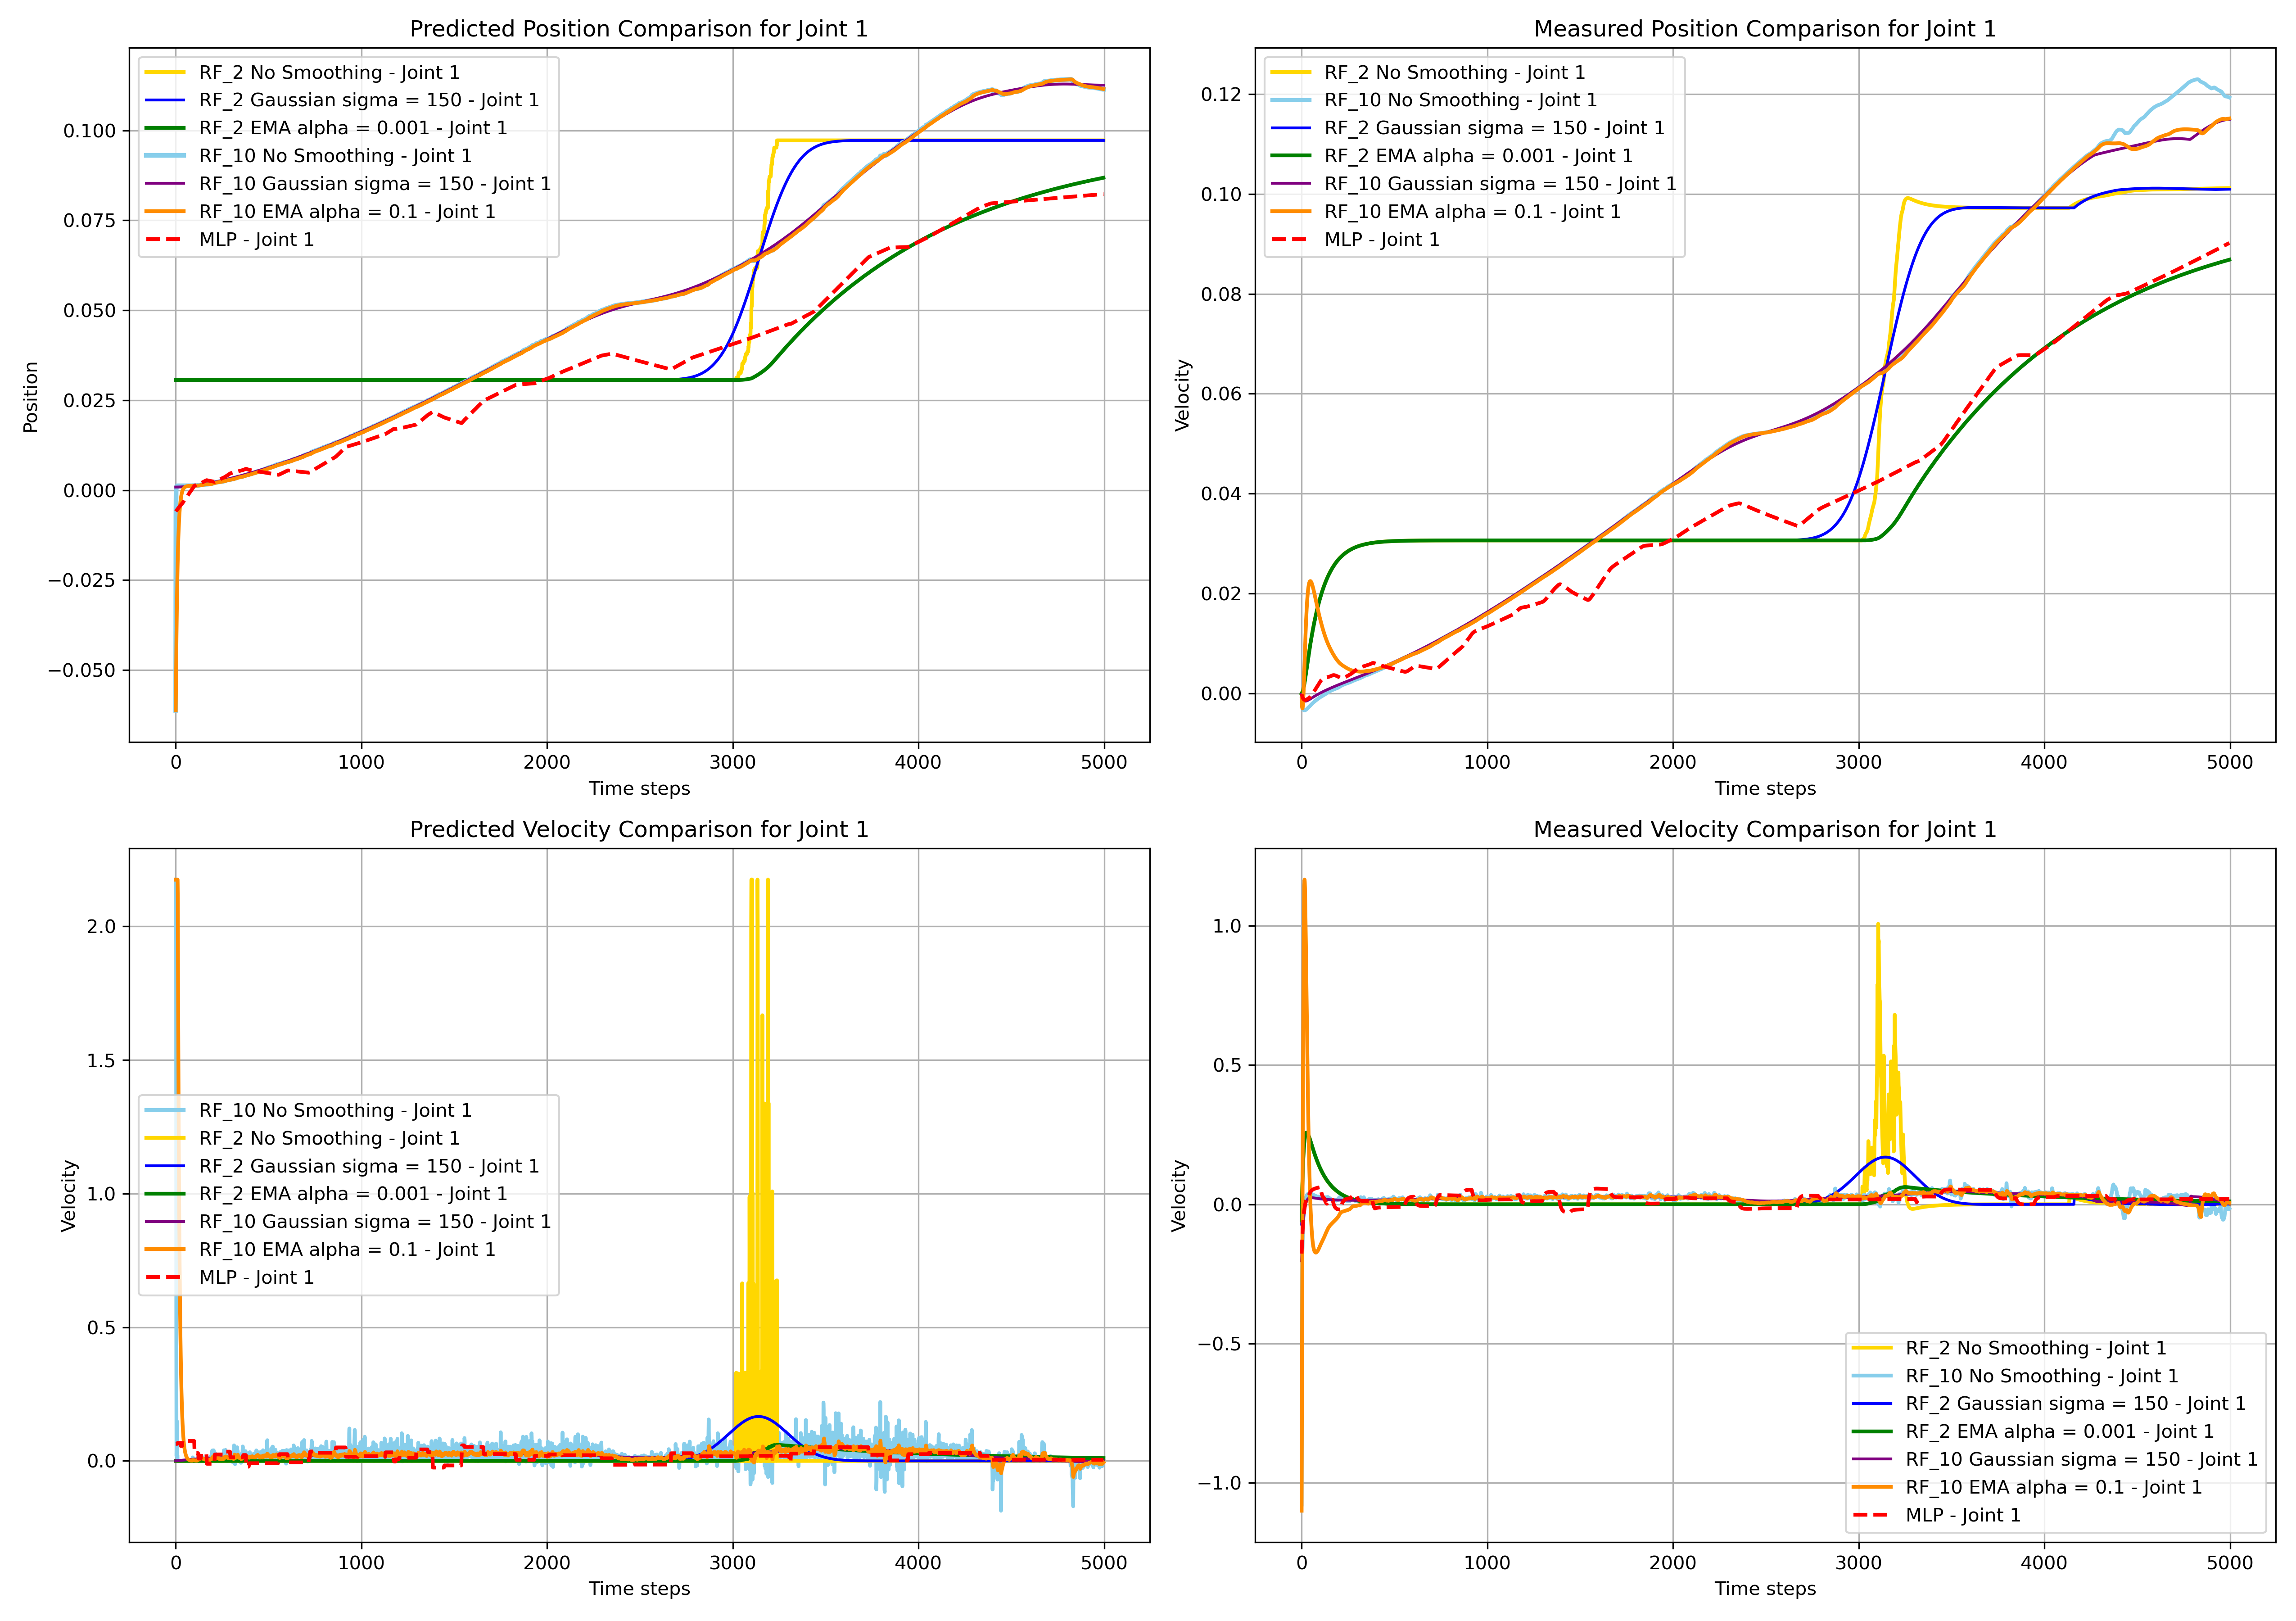 Predicted Position Comparison for Joint 1
RF_2 No Smoothing - Joint 1
RF_2 Gaussian sigma = 150 - Joint 1
RF_2 EMA alpha = 0.001 - Joint 1
RF_10 No Smoothing - Joint 1
RF_10 Gaussian sigma = 150 - Joint 1
RF_10 EMA alpha = 0.1 - Joint 1
MLP - Joint 1
0.100
0.075
0.050
0.025
0.000
−0.025
−0.050
Position
0 1000 2000 3000 4000 5000
Time steps
Measured Position Comparison for Joint 1
RF_2 No Smoothing - Joint 1
RF_10 No Smoothing - Joint 1
RF_2 Gaussian sigma = 150 - Joint 1
RF_2 EMA alpha = 0.001 - Joint 1
RF_10 Gaussian sigma = 150 - Joint 1
RF_10 EMA alpha = 0.1 - Joint 1
MLP - Joint 1
0.12
0.10
0.08
0.06
0.04
0.02
0.00
Velocity
0 1000 2000 3000 4000 5000
Time steps
Predicted Velocity Comparison for Joint 1
RF_10 No Smoothing - Joint 1
RF_2 No Smoothing - Joint 1
RF_2 Gaussian sigma = 150 - Joint 1
RF_2 EMA alpha = 0.001 - Joint 1
RF_10 Gaussian sigma = 150 - Joint 1
RF_10 EMA alpha = 0.1 - Joint 1
MLP - Joint 1
2.0
1.5
1.0
0.5
0.0
Velocity
0 1000 2000 3000 4000 5000
Time steps
Measured Velocity Comparison for Joint 1
1.0
0.5
0.0
−0.5
−1.0
Velocity
RF_2 No Smoothing - Joint 1
RF_10 No Smoothing - Joint 1
RF_2 Gaussian sigma = 150 - Joint 1
RF_2 EMA alpha = 0.001 - Joint 1
RF_10 Gaussian sigma = 150 - Joint 1
RF_10 EMA alpha = 0.1 - Joint 1
MLP - Joint 1
0 1000 2000 3000 4000 5000
Time steps